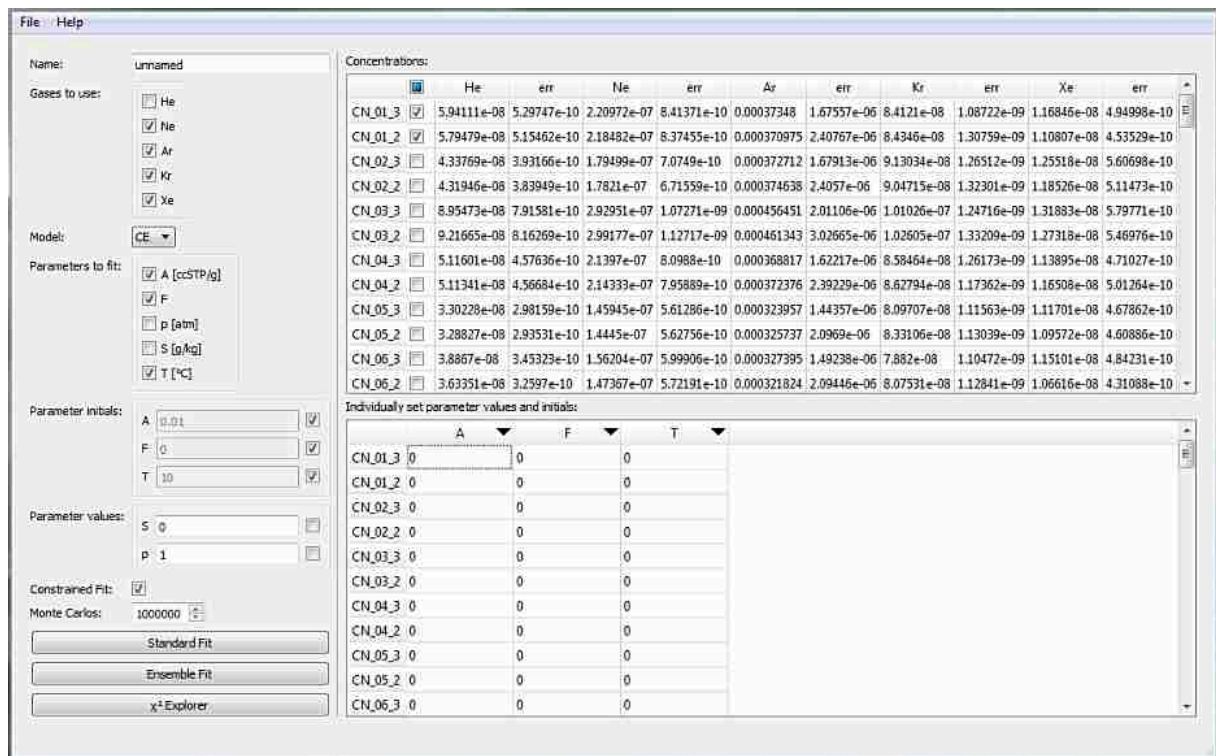 File Help
Name: unnamed
Gases to use:
He
Ne
Ar
Kr
Xe
Model: CE
Parameters to fit:
A [ccSTP/g]
F
p [atm]
S [g/kg]
T [°C]
Parameter initials:
A 0.01
F 0
T 10
Parameter values:
S 0
p 1
Constrained Fit:
Monte Carlos: 1000000
Standard Fit
Ensemble Fit
χ² Explorer
Concentrations:
He err Ne err Ar err Kr err Xe err
CN_01_3 5.94111e-08 5.29747e-10 2.20972e-07 8.41371e-10 0.00037348 1.67557e-06 8.4121e-08 1.08722e-09 1.16846e-08 4.94998e-10
CN_01_2 5.79479e-08 5.15462e-10 2.18482e-07 8.37455e-10 0.000370975 2.40767e-06 8.4346e-08 1.30759e-09 1.10807e-08 4.53529e-10
CN_02_3 4.33769e-08 3.93166e-10 1.79499e-07 7.0749e-10 0.000372712 1.67913e-06 9.13034e-08 1.26512e-09 1.25518e-08 5.60698e-10
CN_02_2 4.31946e-08 3.83949e-10 1.7821e-07 6.71559e-10 0.000374638 2.4057e-06 9.04715e-08 1.32301e-09 1.18526e-08 5.11473e-10
CN_03_3 8.95473e-08 7.91581e-10 2.92951e-07 1.07271e-09 0.000456451 2.01106e-06 1.01026e-07 1.24716e-09 1.31883e-08 5.79771e-10
CN_03_2 9.21665e-08 8.16269e-10 2.99177e-07 1.12717e-09 0.000461343 3.02665e-06 1.02605e-07 1.33209e-09 1.27318e-08 5.46976e-10
CN_04_3 5.11601e-08 4.57636e-10 2.1397e-07 8.0988e-10 0.000368817 1.62217e-06 8.58464e-08 1.26173e-09 1.13895e-08 4.71027e-10
CN_04_2 5.11341e-08 4.56684e-10 2.14333e-07 7.95889e-10 0.000372376 2.39229e-06 8.62794e-08 1.17362e-09 1.16508e-08 5.01264e-10
CN_05_3 3.30228e-08 2.98159e-10 1.45945e-07 5.61286e-10 0.000323957 1.44357e-06 8.09707e-08 1.11563e-09 1.11701e-08 4.67862e-10
CN_05_2 3.28827e-08 2.93531e-10 1.4445e-07 5.62756e-10 0.000325737 2.0969e-06 8.33106e-08 1.13039e-09 1.09572e-08 4.60886e-10
CN_06_3 3.8867e-08 3.45323e-10 1.56204e-07 5.99906e-10 0.000327395 1.49238e-06 7.882e-08 1.10472e-09 1.15101e-08 4.84231e-10
CN_06_2 3.63351e-08 3.2597e-10 1.47367e-07 5.72191e-10 0.000321824 2.09446e-06 8.07531e-08 1.12841e-09 1.06616e-08 4.31088e-10
Individually set parameter values and initials:
A F T
CN_01_3 0 0 0
CN_01_2 0 0 0
CN_02_3 0 0 0
CN_02_2 0 0 0
CN_03_3 0 0 0
CN_03_2 0 0 0
CN_04_3 0 0 0
CN_04_2 0 0 0
CN_05_3 0 0 0
CN_05_2 0 0 0
CN_06_3 0 0 0